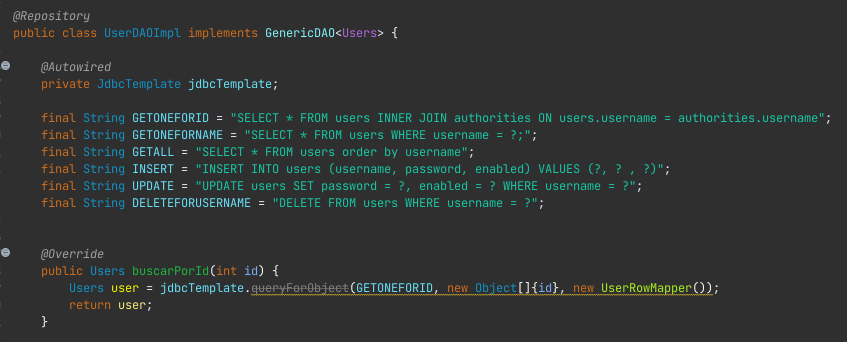 @Repository
public class UserDAOImpl implements GenericDAO<Users> {
@Autowired
private JdbcTemplate jdbcTemplate;
final String GETONEFORID = "SELECT * FROM users INNER JOIN authorities ON users.username = authorities.username";
final String GETONEFORNAME = "SELECT * FROM users WHERE username = ?;";
final String GETALL = "SELECT * FROM users order by username";
final String INSERT = "INSERT INTO users (username, password, enabled) VALUES (?, ? , ?)";
final String UPDATE = "UPDATE users SET password = ?, enabled = ? WHERE username = ?";
final String DELETEFORUSERNAME = "DELETE FROM users WHERE username = ?";
@Override
public Users buscarPorId(int id) {
Users user = jdbcTemplate.queryForObject(GETONEFORID, new Object[]{id}, new UserRowMapper());
return user;
}